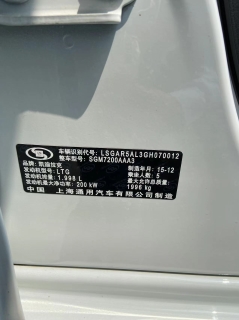 车辆识别代号: LSGAR5AL3GH070012
整车型号: SGM7200AAA3
品牌: 凯迪拉克 制造年月: 15-12
发动机型号: LTG 乘坐人数: 5
发动机排量: 1.998 L 最大允许总质量:
发动机最大净功率: 200 kW 1996 kg
中国 上海通用汽车有限公司制造